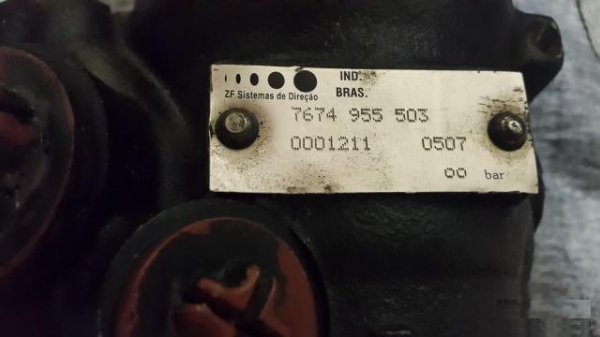 IND.
BRAS.
ZF Sistemas de Direção
7674 955 503
0001211 0507
00 bar